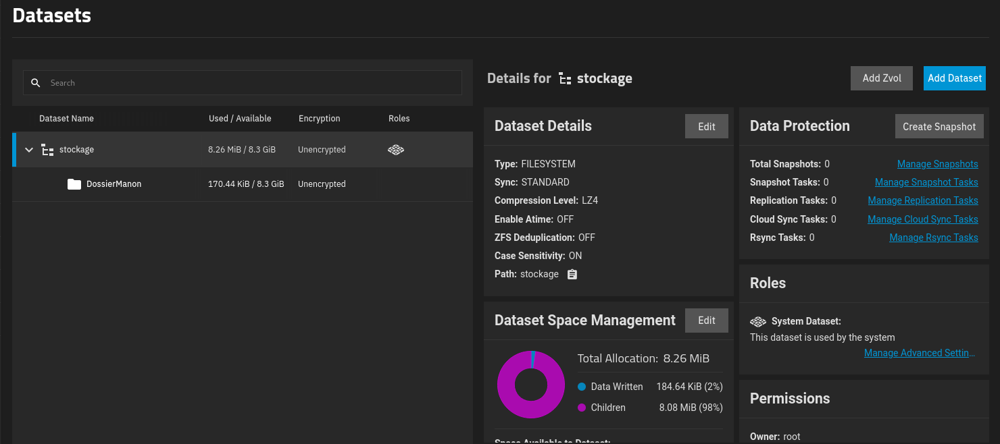 Datasets
Search
Dataset Name Used / Available Encryption Roles
stockage 8.26 MiB / 8.3 GiB Unencrypted
DossierManon 170.44 KiB / 8.3 GiB Unencrypted
Details for stockage Add Zvol Add Dataset
Dataset Details Edit
Type: FILESYSTEM
Sync: STANDARD
Compression Level: LZ4
Enable Atime: OFF
ZFS Deduplication: OFF
Case Sensitivity: ON
Path: stockage
Dataset Space Management Edit
Total Allocation: 8.26 MiB
Data Written 184.64 KiB (2%)
Children 8.08 MiB (98%)
Space Available to Dataset:
Data Protection Create Snapshot
Total Snapshots: 0 Manage Snapshots
Snapshot Tasks: 0 Manage Snapshot Tasks
Replication Tasks: 0 Manage Replication Tasks
Cloud Sync Tasks: 0 Manage Cloud Sync Tasks
Rsync Tasks: 0 Manage Rsync Tasks
Roles
System Dataset:
This dataset is used by the system
Manage Advanced Settin...
Permissions
Owner: root